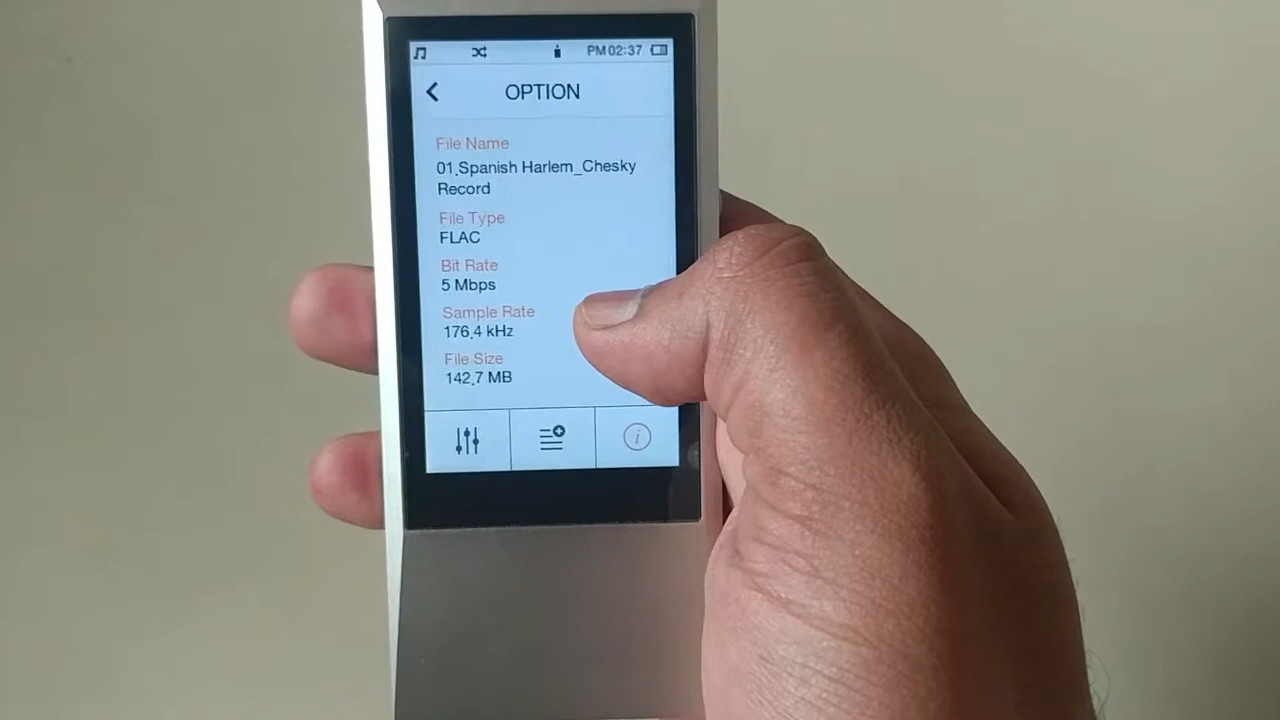 PM 02:37
OPTION
File Name
01.Spanish Harlem_Chesky
Record
File Type
FLAC
Bit Rate
5 Mbps
Sample Rate
176.4 kHz
File Size
142.7 MB
i